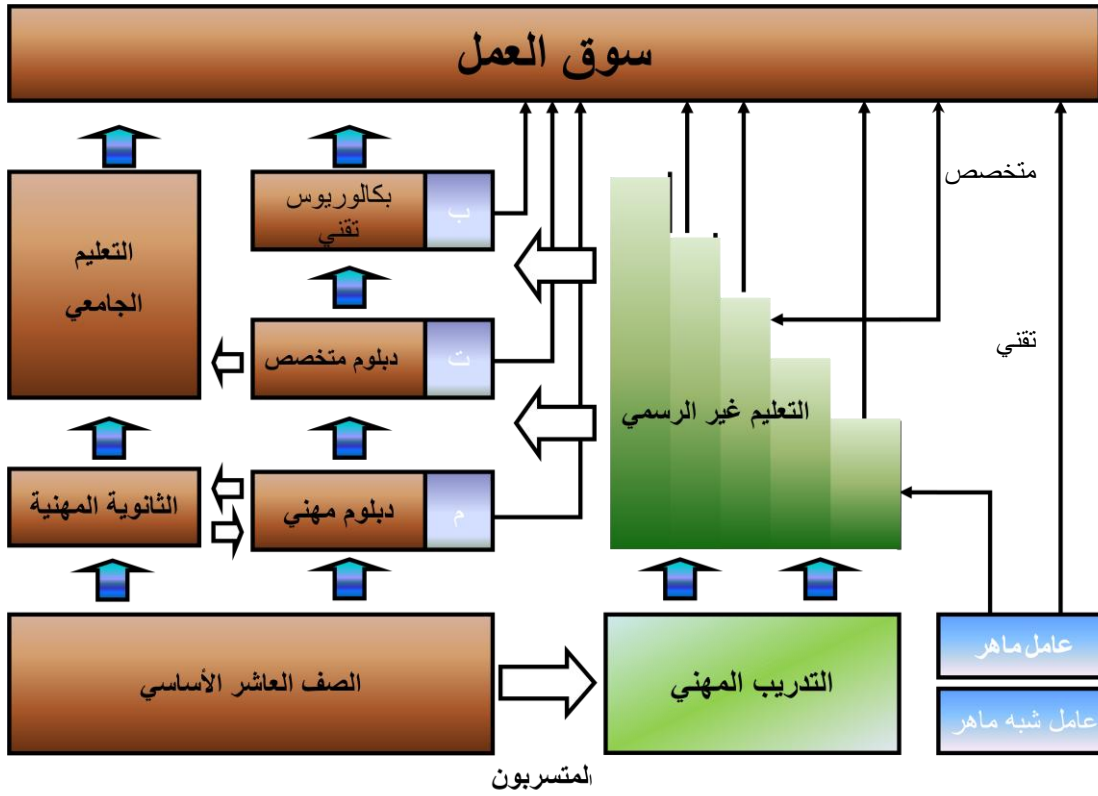 سوق العمل
متخصص
بكالوريوس
تقني
ب
التعليم
الجامعي
تقني
دبلوم متخصص
ت
التعليم غير الرسمي
الثانوية المهنية
دبلوم مهني
م
عامل ماهر
الصف العاشر الأساسي
التدريب المهني
عامل شبه ماهر
المتسربون